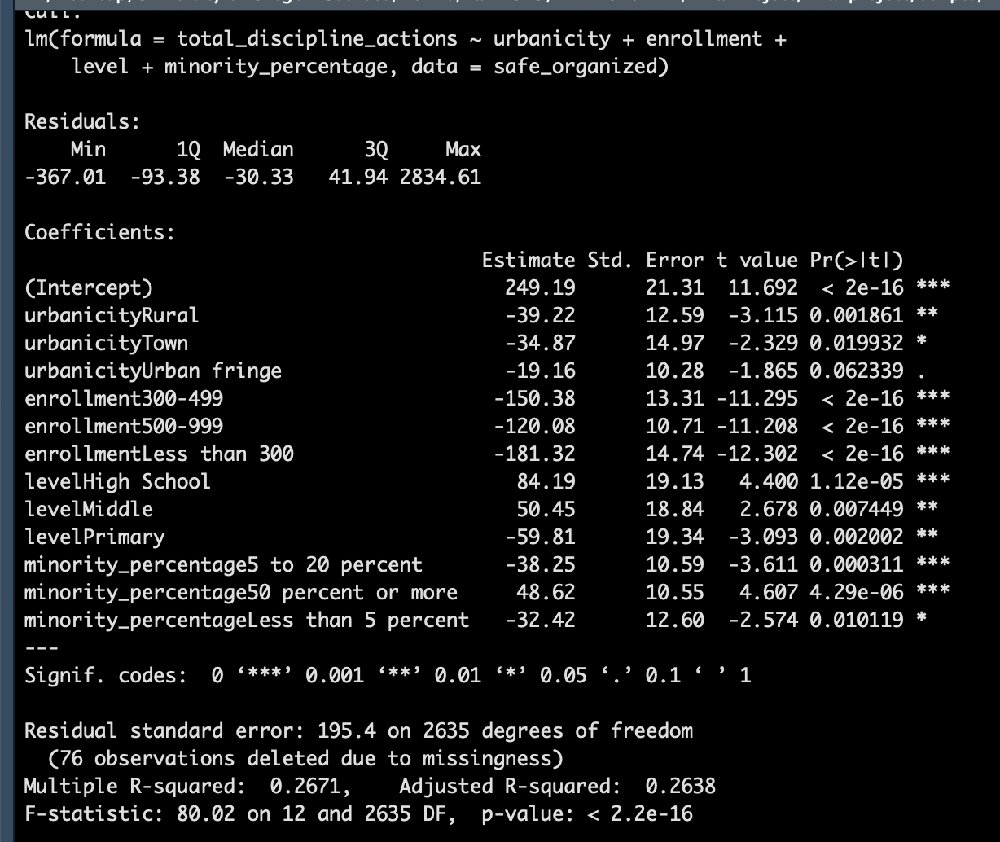 Call:
lm(formula = total_discipline_actions ~ urbanicity + enrollment +
    level + minority_percentage, data = safe_organized)

Residuals:
    Min      1Q  Median      3Q     Max
-367.01  -93.38  -30.33   41.94 2834.61

Coefficients:
                                       Estimate Std. Error t value Pr(>|t|)
(Intercept)                              249.19      21.31  11.692  < 2e-16 ***
urbanicityRural                          -39.22      12.59  -3.115 0.001861 **
urbanicityTown                           -34.87      14.97  -2.329 0.019932 *
urbanicityUrban fringe                   -19.16      10.28  -1.865 0.062339 .
enrollment300-499                       -150.38      13.31 -11.295  < 2e-16 ***
enrollment500-999                       -120.08      10.71 -11.208  < 2e-16 ***
enrollmentLess than 300                 -181.32      14.74 -12.302  < 2e-16 ***
levelHigh School                          84.19      19.13   4.400 1.12e-05 ***
levelMiddle                               50.45      18.84   2.678 0.007449 **
levelPrimary                             -59.81      19.34  -3.093 0.002002 **
minority_percentage5 to 20 percent       -38.25      10.59  -3.611 0.000311 ***
minority_percentage50 percent or more     48.62      10.55   4.607 4.29e-06 ***
minority_percentageLess than 5 percent   -32.42      12.60  -2.574 0.010119 *
---
Signif. codes:  0 ‘***’ 0.001 ‘**’ 0.01 ‘*’ 0.05 ‘.’ 0.1 ‘ ’ 1

Residual standard error: 195.4 on 2635 degrees of freedom
  (76 observations deleted due to missingness)
Multiple R-squared:  0.2671,    Adjusted R-squared:  0.2638
F-statistic: 80.02 on 12 and 2635 DF,  p-value: < 2.2e-16